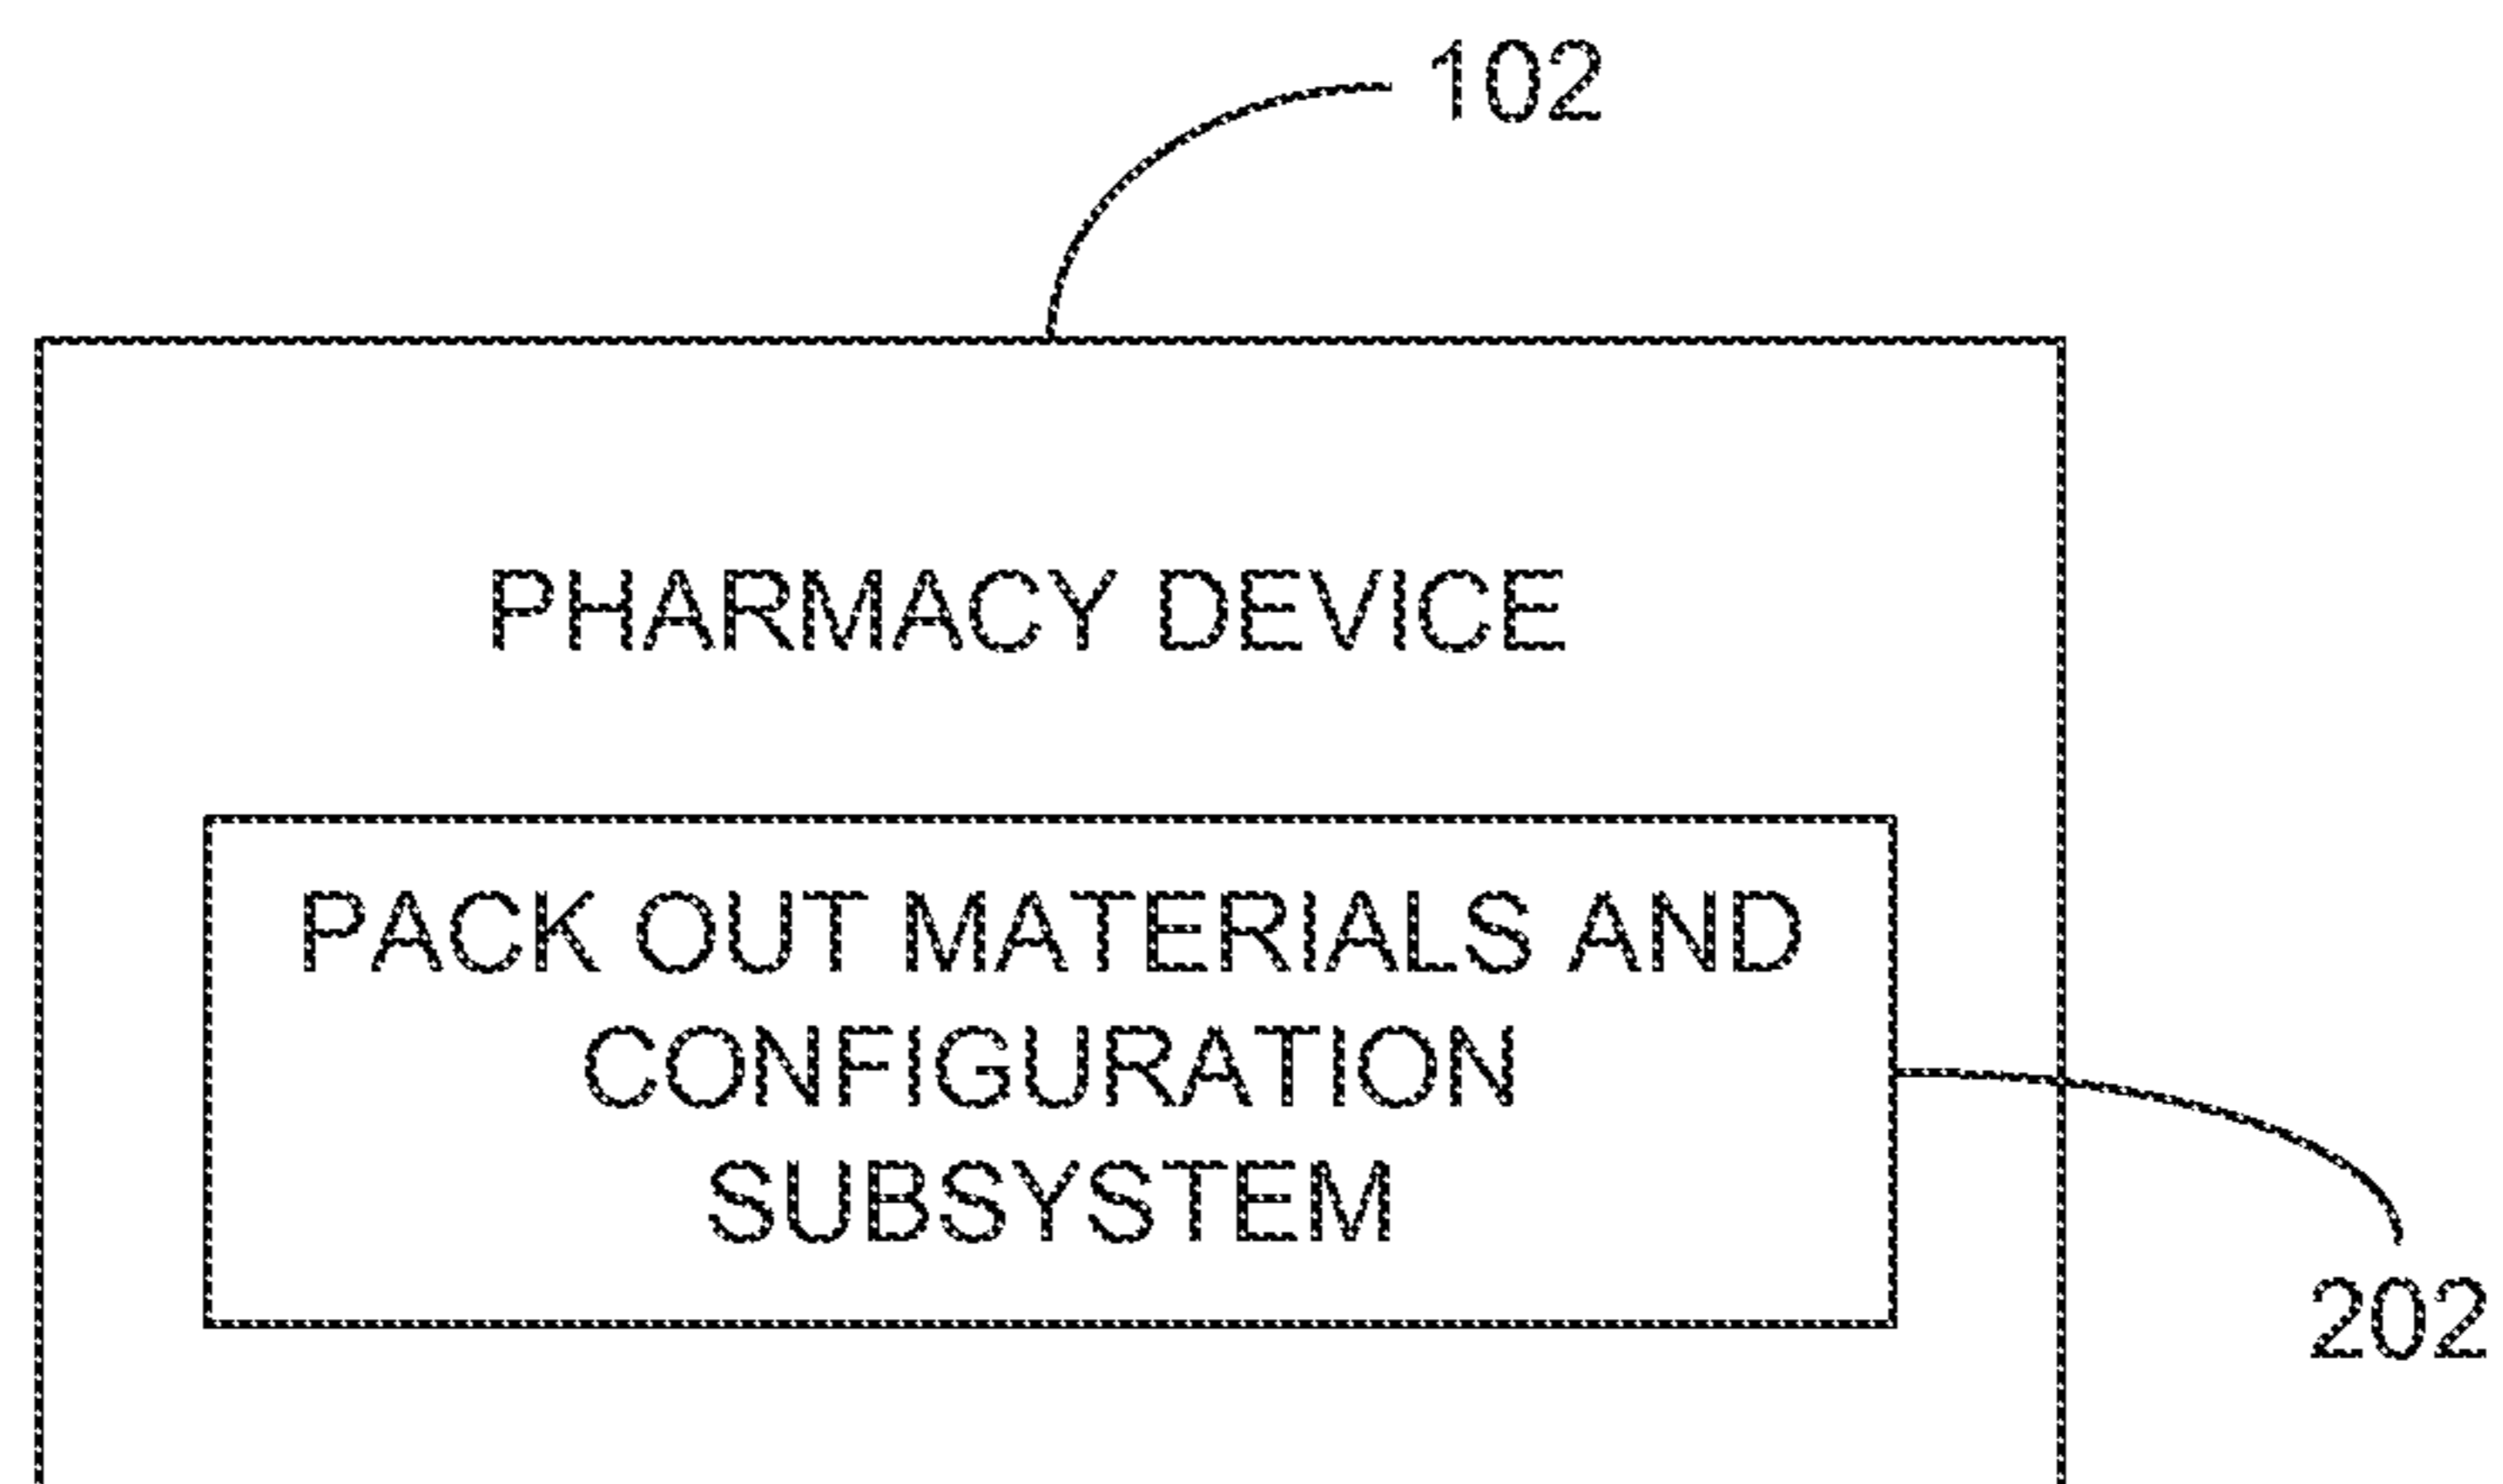 102
PHARMACY DEVICE
PACK OUT MATERIALS AND
CONFIGURATION
SUBSYSTEM
202